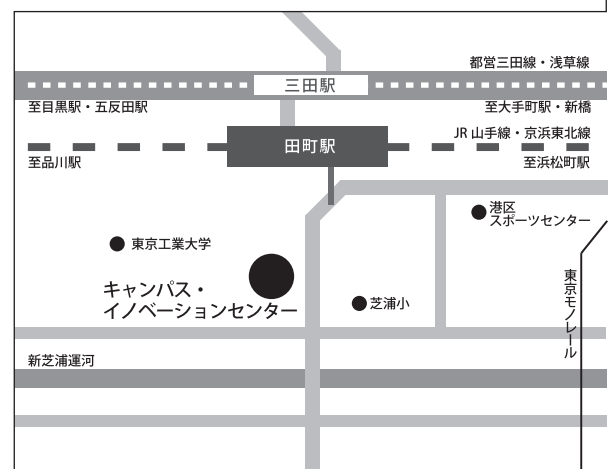 都営三田線・浅草線
三田駅
至目黒駅・五反田駅
至大手町駅・新橋
JR 山手線・京浜東北線
田町駅
至品川駅
至浜松町駅
港区
スポーツセンター
東京工業大学
キャンパス・
イノベーションセンター
芝浦小
東京モノレール
新芝浦運河